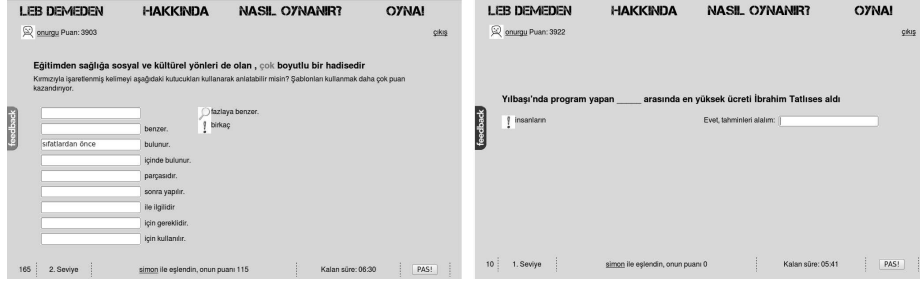 LEB DEMEDEN HAKKINDA NASIL OYNANIR? OYNA!
onurgu Puan: 3903 çıkış
Eğitimden sağlığa sosyal ve kültürel yönleri de olan , çok boyutlu bir hadisedir
Kırmızıyla işaretlenmiş kelimeyi aşağıdaki kutucukları kullanarak anlatabilir misin? Şablonları kullanmak daha çok puan
kazandırıyor.
feedback
fazlaya benzer.
benzer.
birkaç
sıfatlardan önce bulunur.
içinde bulunur.
parçasıdır.
sonra yapılır.
ile ilgilidir
için gereklidir.
için kullanılır.
165 2. Seviye simon ile eşlendin, onun puanı 115 Kalan süre: 06:30 PAS!
LEB DEMEDEN HAKKINDA NASIL OYNANIR? OYNA!
onurgu Puan: 3922 çıkış
Yılbaşı'nda program yapan _____ arasında en yüksek ücreti İbrahim Tatlıses aldı
feedback
insanların Evet, tahminleri alalım:
10 1. Seviye simon ile eşlendin, onun puanı 0 Kalan süre: 05:41 PAS!